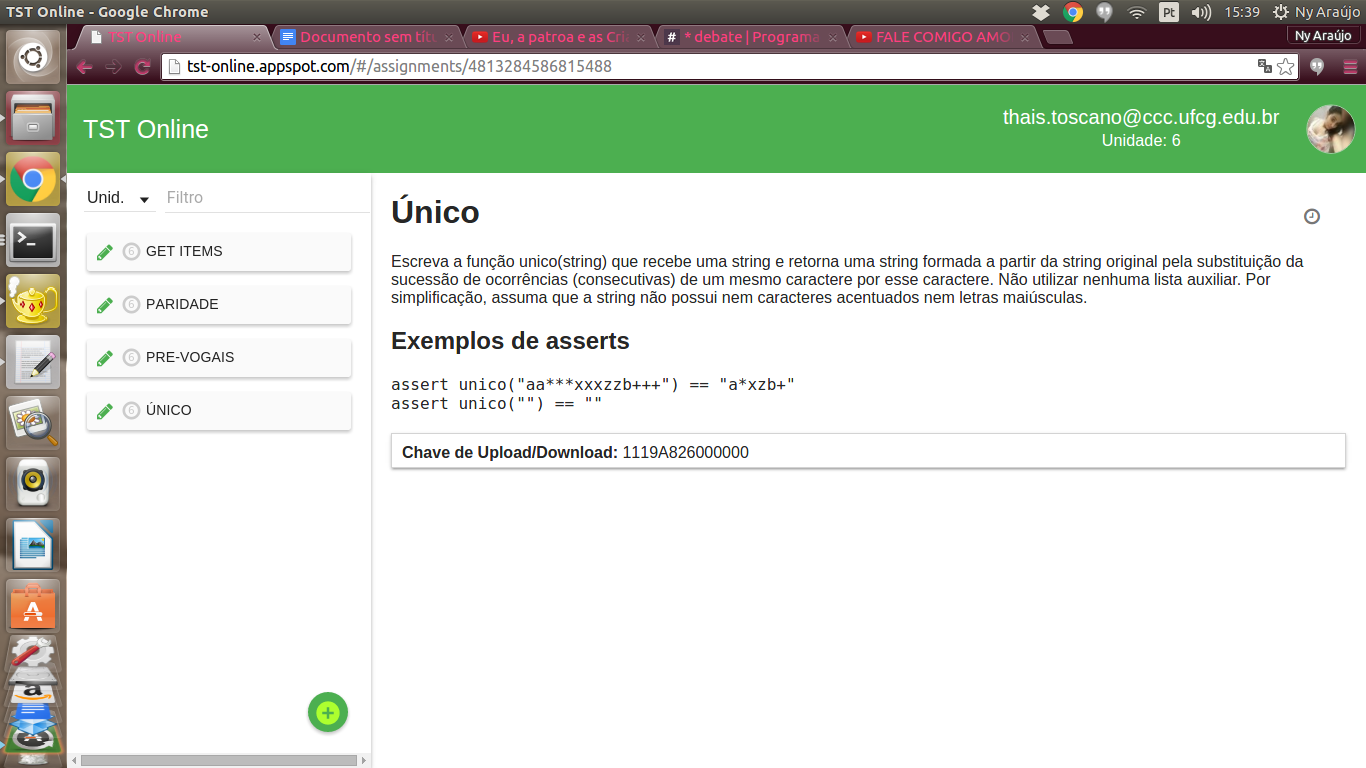 TST Online - Google Chrome
Pt
15:39
Ny Araújo
TST Online
Documento sem títu
Eu, a patroa e as Cri
# * debate | Programa
FALE COMIGO AMO
Ny Araújo
tst-online.appspot.com/#/assignments/4813284586815488
TST Online
thais.toscano@ccc.ufcg.edu.br
Unidade: 6
Unid.
Filtro
6 GET ITEMS
6 PARIDADE
6 PRE-VOGAIS
6 ÚNICO
Único
Escreva a função unico(string) que recebe uma string e retorna uma string formada a partir da string original pela substituição da
sucessão de ocorrências (consecutivas) de um mesmo caractere por esse caractere. Não utilizar nenhuma lista auxiliar. Por
simplificação, assuma que a string não possui nem caracteres acentuados nem letras maiúsculas.
Exemplos de asserts
assert unico("aa***xxxzzb+++") == "a*xzb+"
assert unico("") == ""
Chave de Upload/Download: 1119A826000000